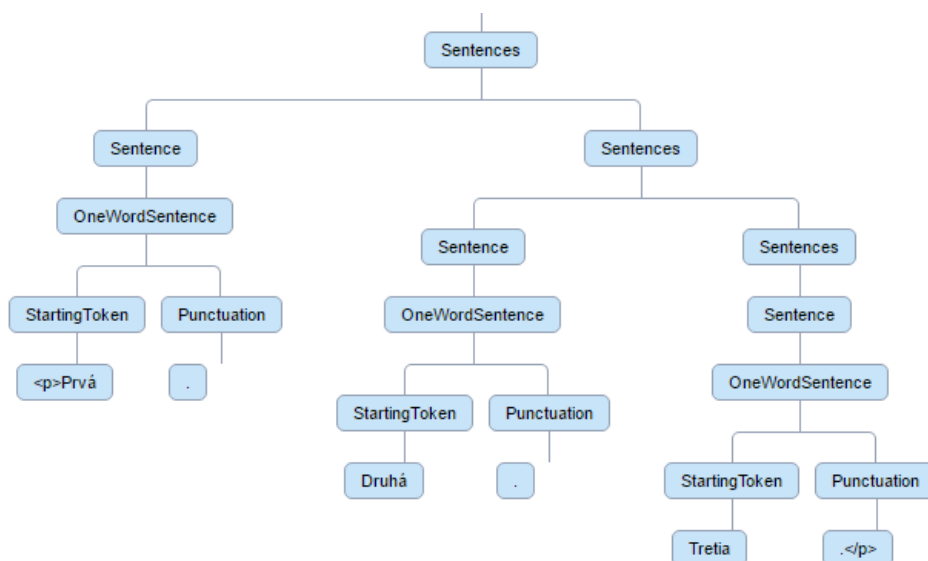 Sentences
Sentence Sentences
OneWordSentence
Sentence Sentences
StartingToken Punctuation OneWordSentence Sentence
<p>Prvá . OneWordSentence
StartingToken Punctuation
Druhá . StartingToken Punctuation
Tretia .</p>